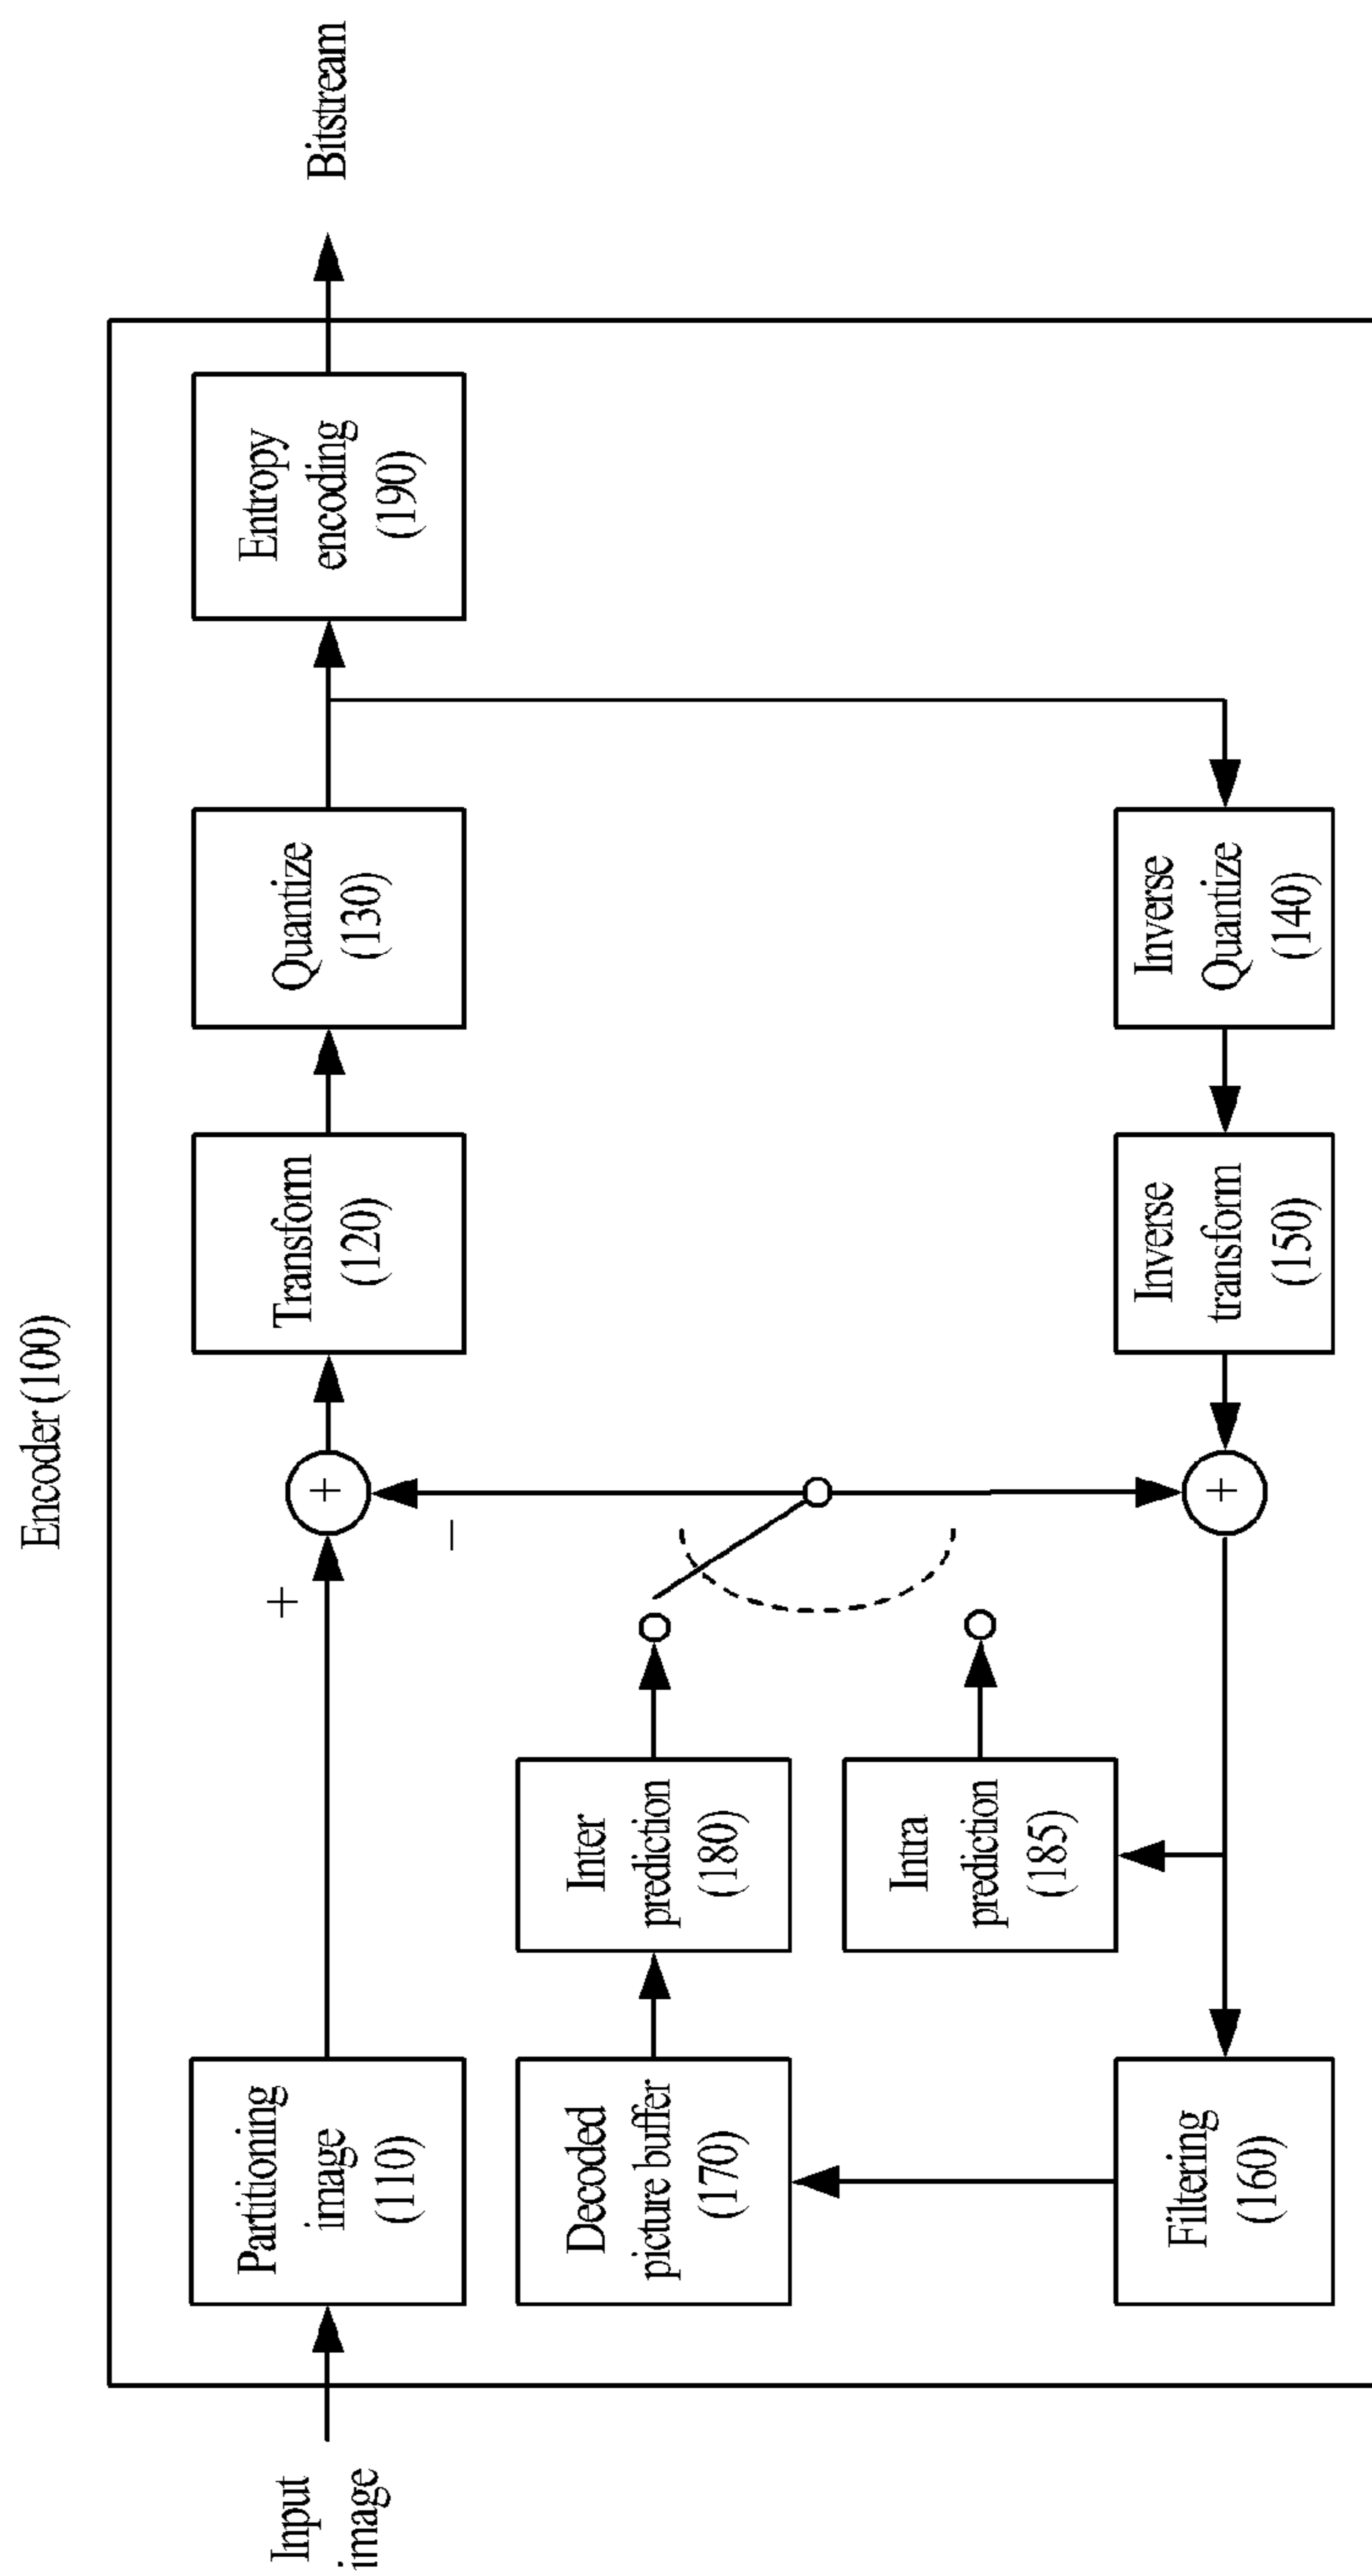 Encoder (100)
Input
image
Partitioning
image
(110)
+
−
+
Transform
(120)
Quantize
(130)
Entropy
encoding
(190)
Bitstream
Decoded
picture buffer
(170)
Inter
prediction
(180)
Intra
prediction
(185)
Filtering
(160)
+
Inverse
transform
(150)
Inverse
Quantize
(140)